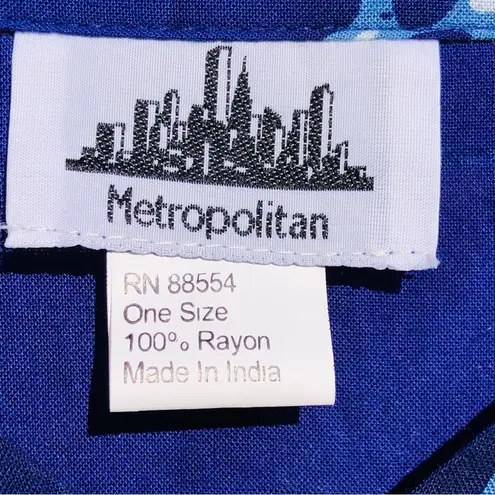 Metropolitan
RN 88554
One Size
100% Rayon
Made In India